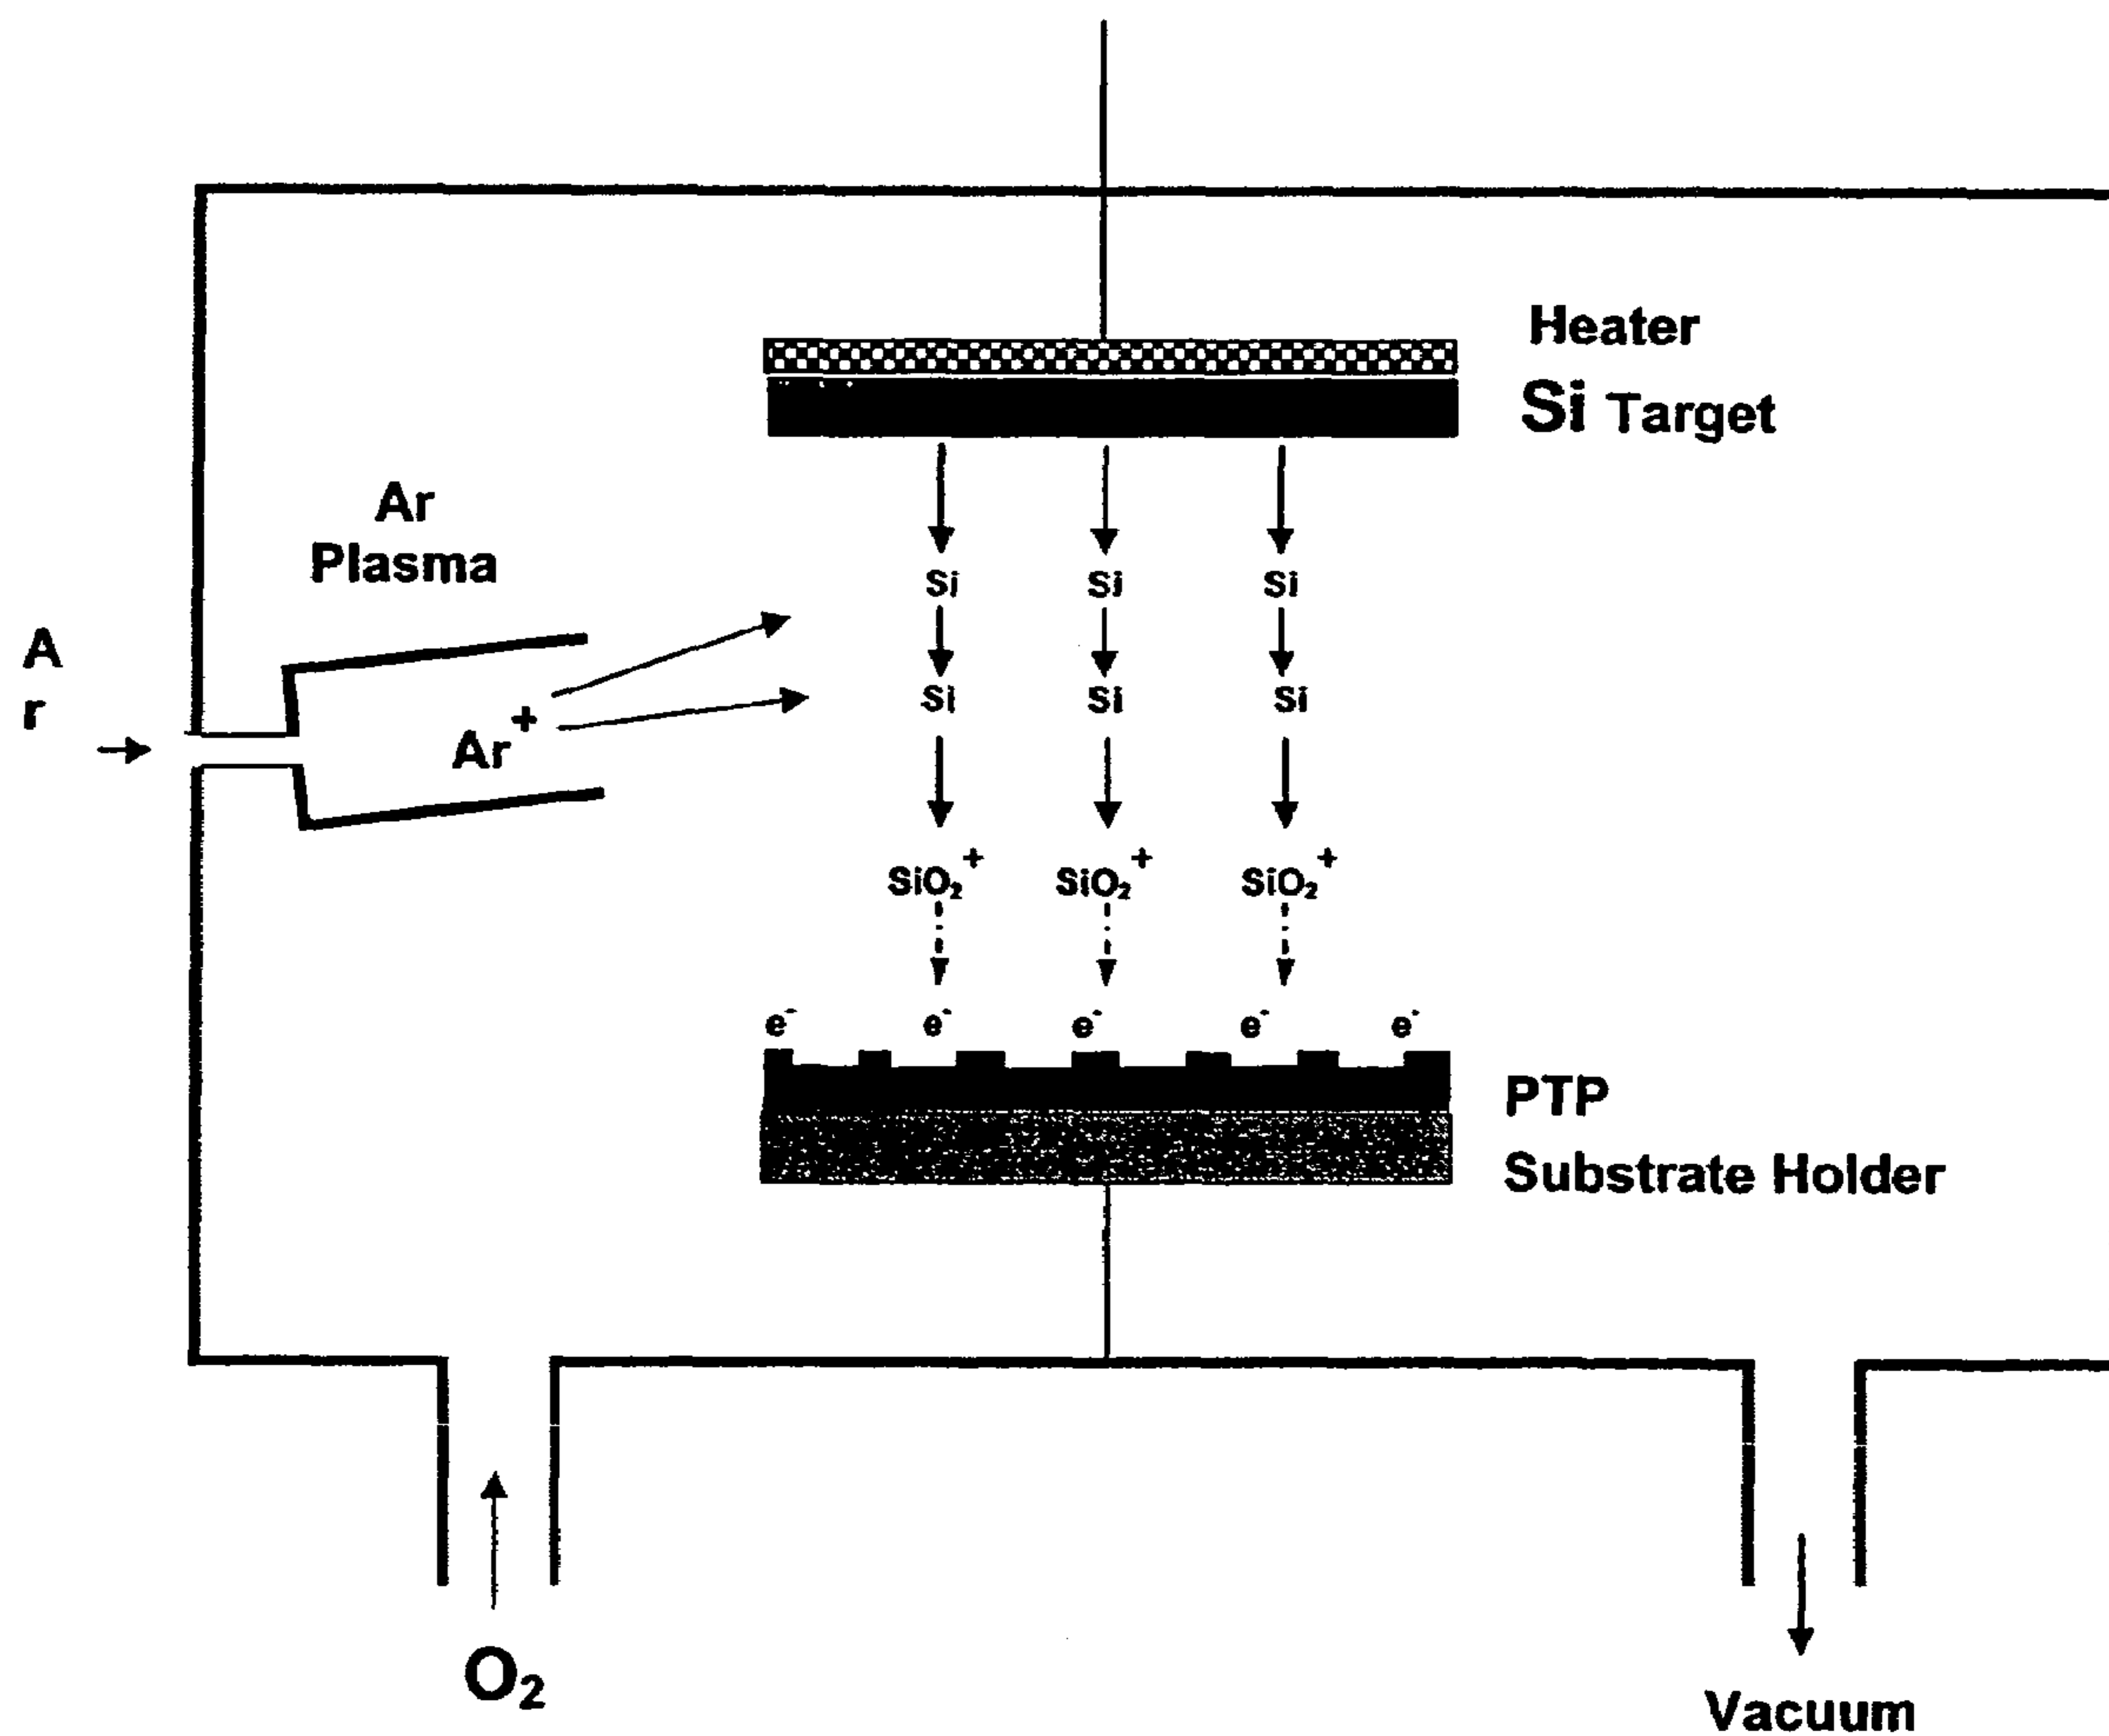 Heater
Si Target
Ar
Plasma
A
r
Ar+
Si Si Si
Si Si Si
SiO₂+ SiO₂+ SiO₂+
e- e- e- e- e-
PTP
Substrate Holder
O₂
Vacuum